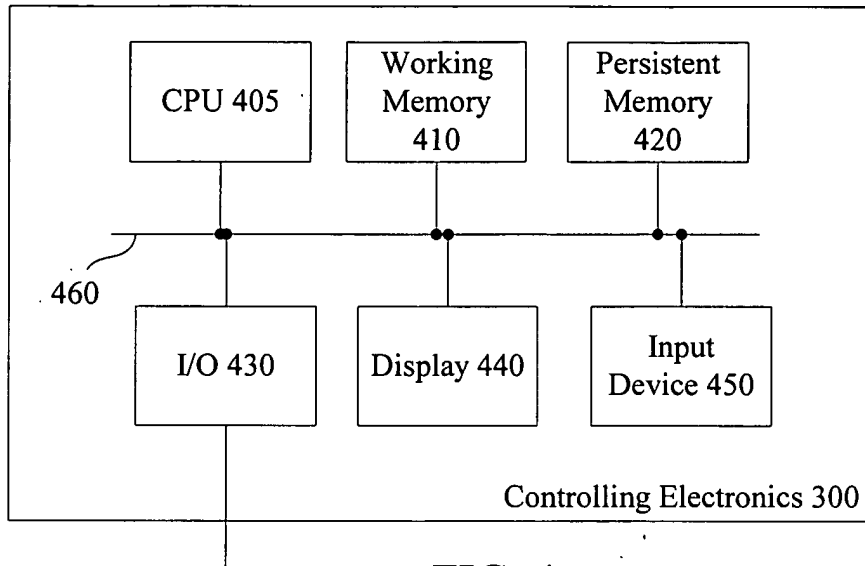 CPU 405
Working
Memory
410
Persistent
Memory
420
460
I/O 430
Display 440
Input
Device 450
Controlling Electronics 300